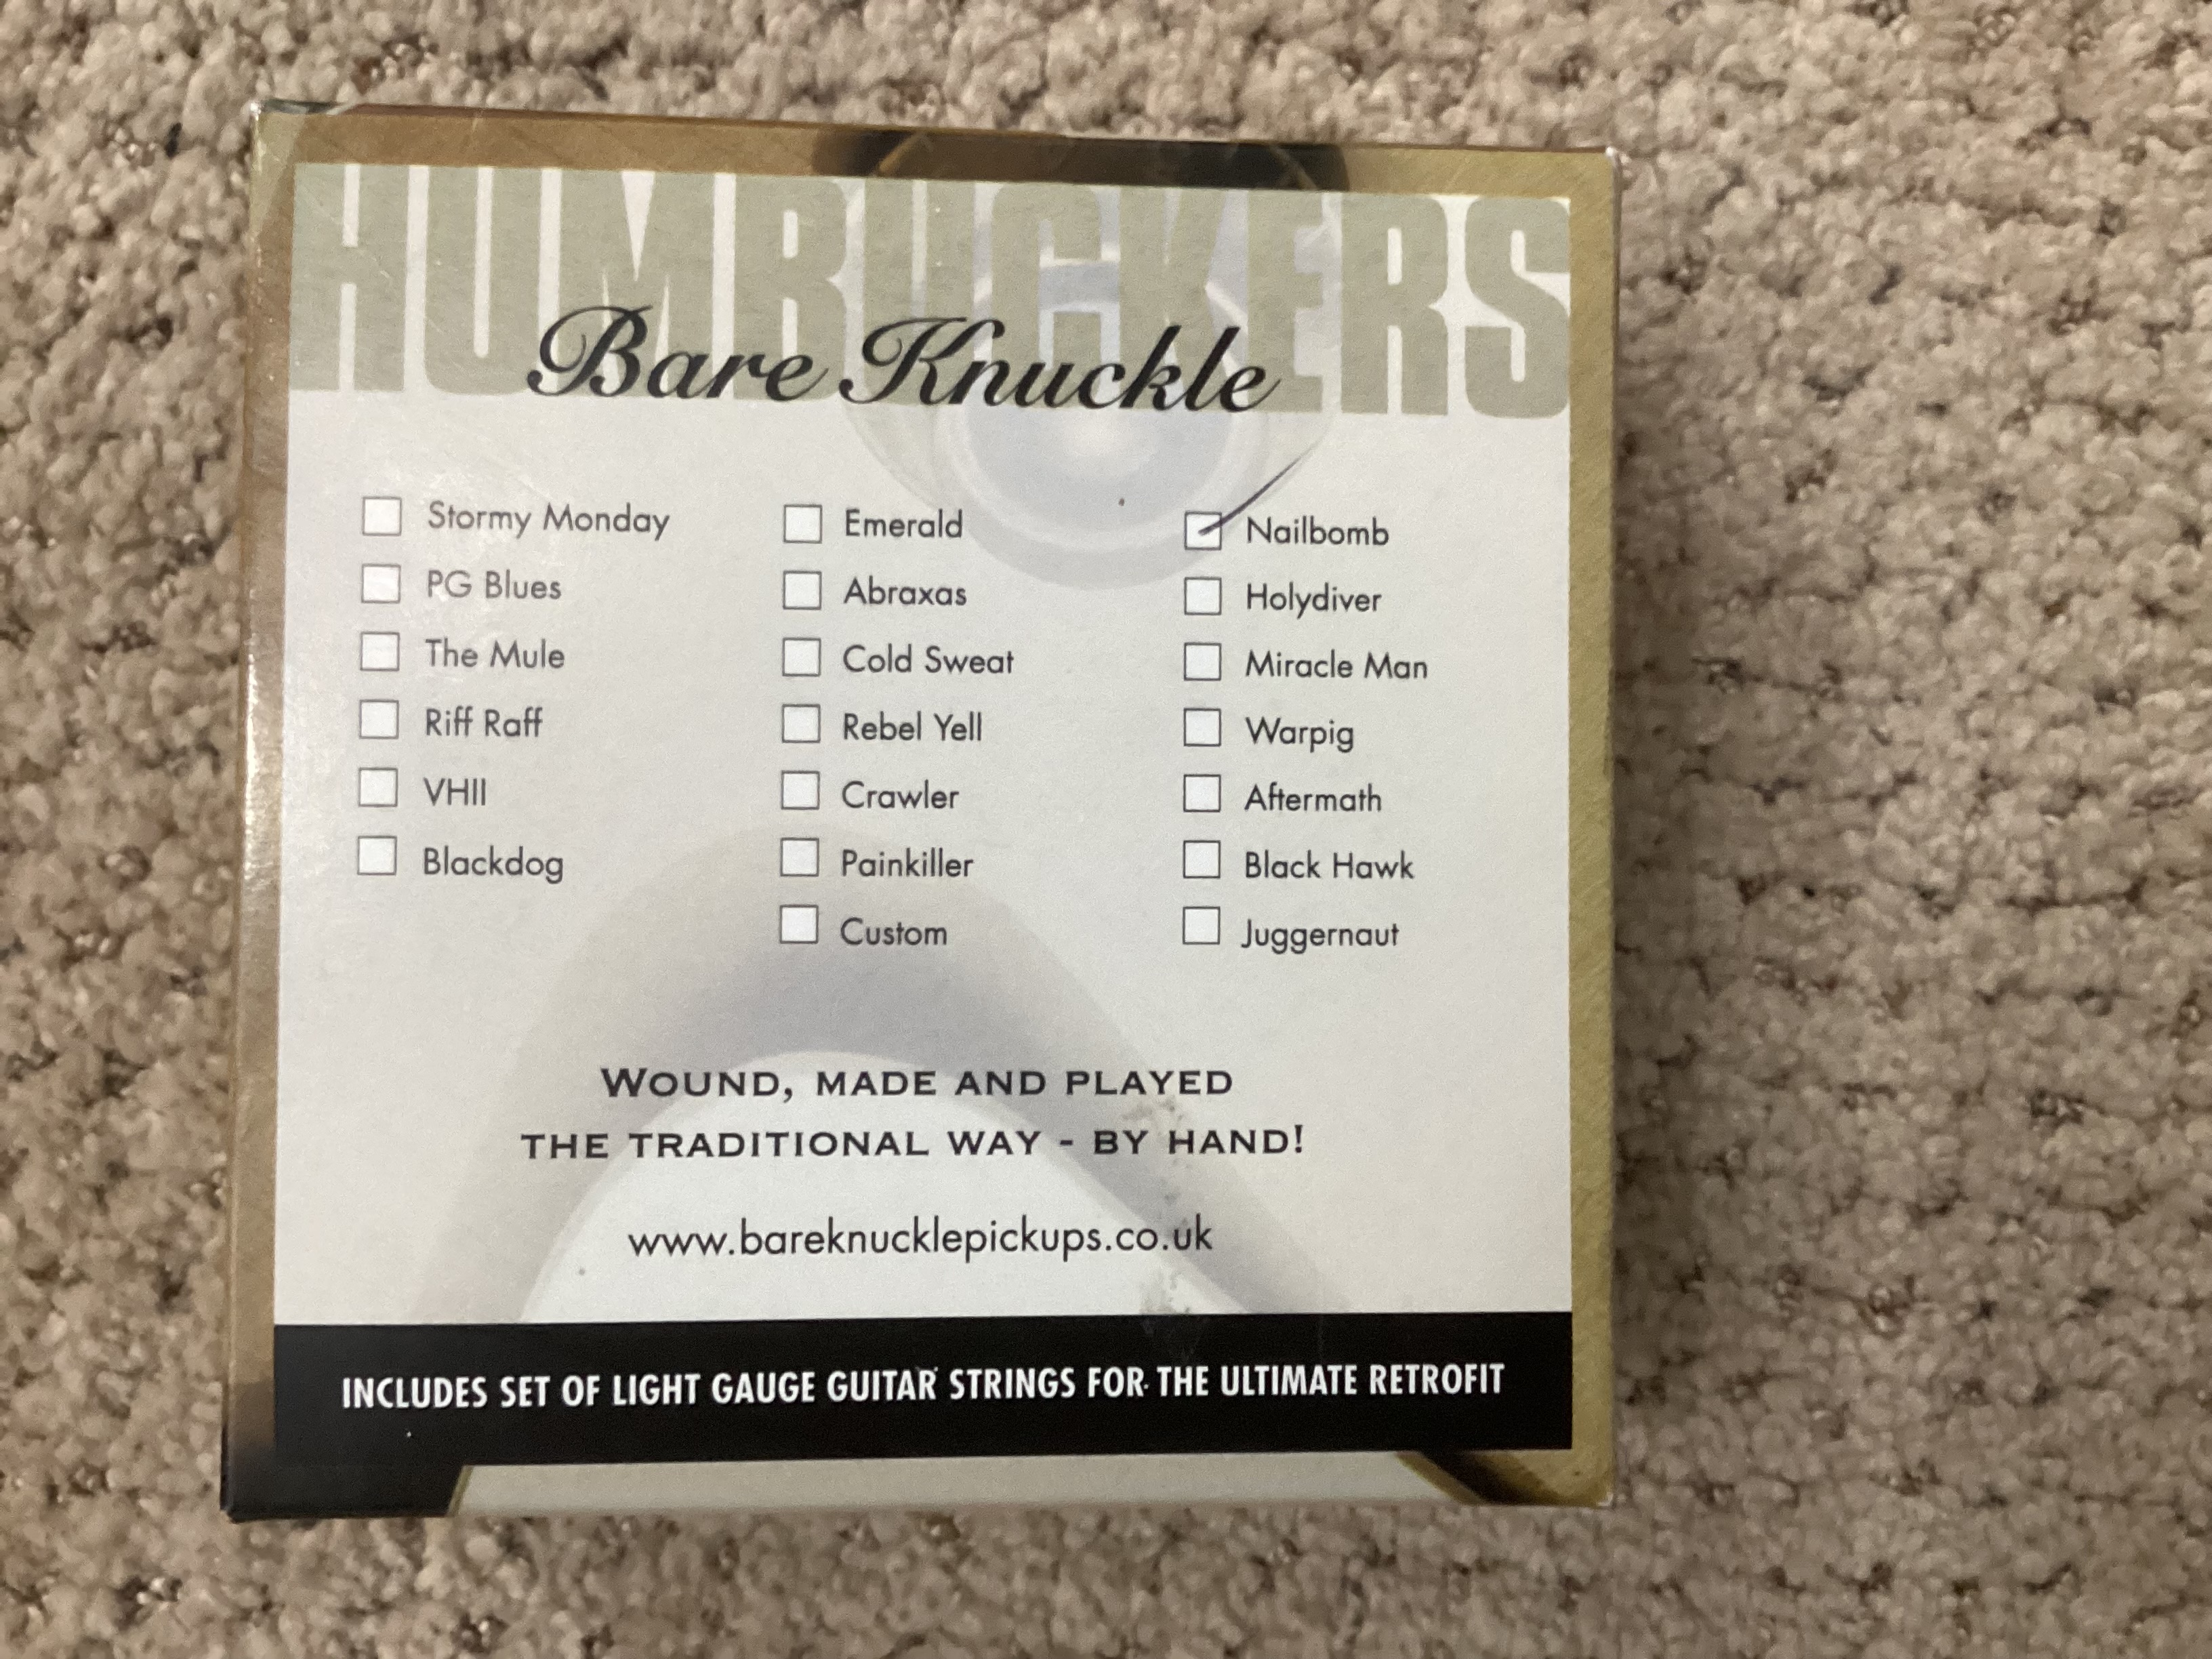 HUMBUCKERS
Bare Knuckle
Stormy Monday
PG Blues
The Mule
Riff Raff
VHII
Blackdog
Emerald
Abraxas
Cold Sweat
Rebel Yell
Crawler
Painkiller
Custom
Nailbomb
Holydiver
Miracle Man
Warpig
Aftermath
Black Hawk
Juggernaut
WOUND, MADE AND PLAYED
THE TRADITIONAL WAY - BY HAND!
www.bareknucklepickups.co.uk
INCLUDES SET OF LIGHT GAUGE GUITAR STRINGS FOR THE ULTIMATE RETROFIT